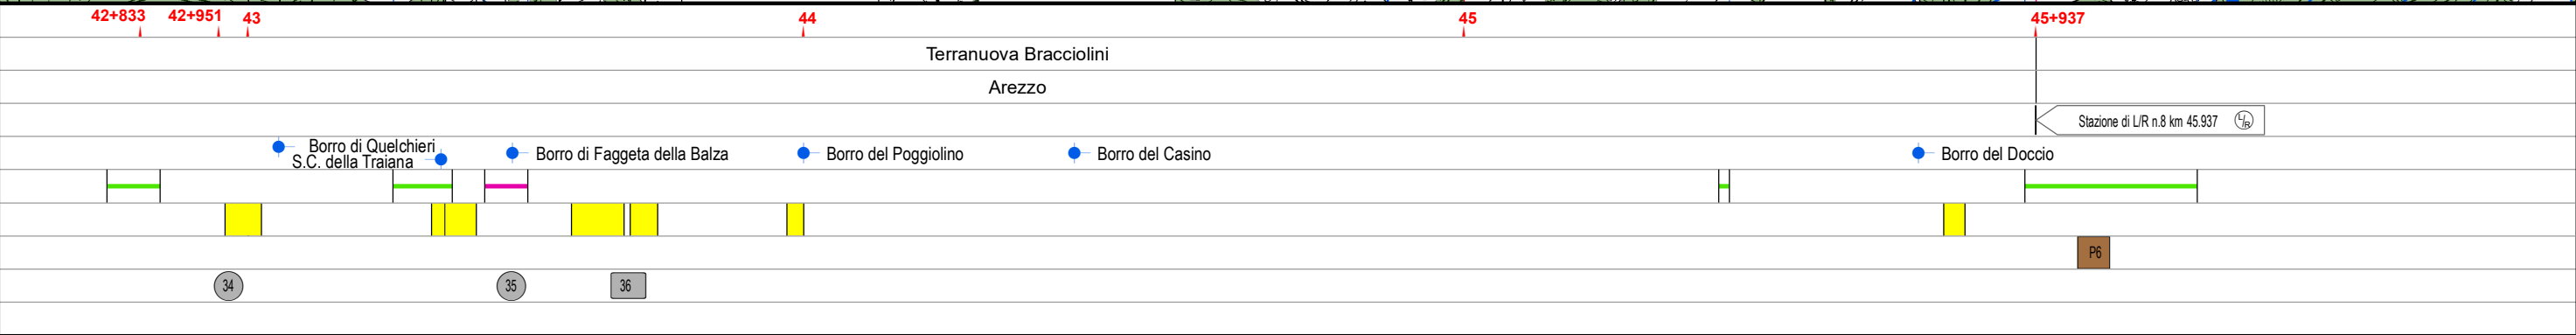 42+833 42+951 43 44 45 45+937
Terranuova Bracciolini
Arezzo
Stazione di L/R n.8 km 45.937 L/R
Borro di Quelchieri
S.C. della Traiana
Borro di Faggeta della Balza
Borro del Poggiolino
Borro del Casino
Borro del Doccio
P6
34 35 36